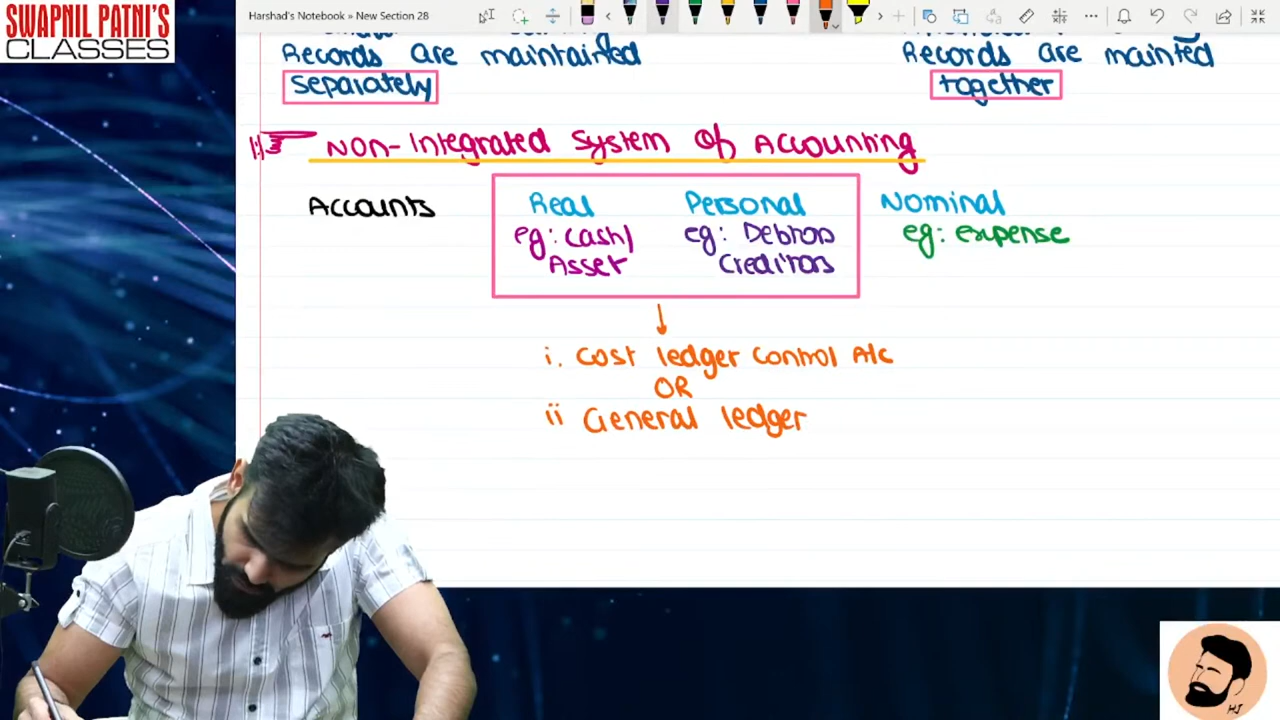 SWAPNIL PATNI'S
CLASSES
Harshad's Notebook » New Section 28
Records are maintained
separately
Records are mainted
together
1:) Non-Integrated System of Accounting
Accounts
Real
eg: Cash/
Asset
Personal
eg: Debtors
Creditors
Nominal
eg: expense
i. Cost ledger Control A/c
OR
ii General ledger
HJ